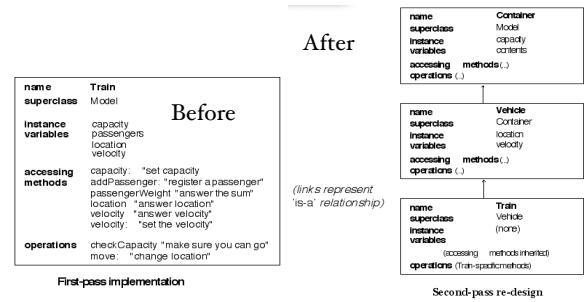 Before
name Train
superclass Model
instance variables capacity
passengers
location
velocity
accessing methods capacity: "set capacity
addPassenger: "register a passenger"
passengerWeight "answer the sum"
location "answer location"
velocity "answer velocity"
velocity: "set the velocity"
operations checkCapacity "make sure you can go"
move: "change location"
First-pass implementation
After
(links represent
'is-a' relationship)
name Container
superclass Model
instance variables capacity
contents
accessing methods (...)
operations (...)
name Vehicle
superclass Container
instance variables location
velocity
accessing methods (...)
operations (...)
name Train
superclass Vehicle
instance variables (none)
(accessing methods inherited)
operations (Train-specific methods)
Second-pass re-design